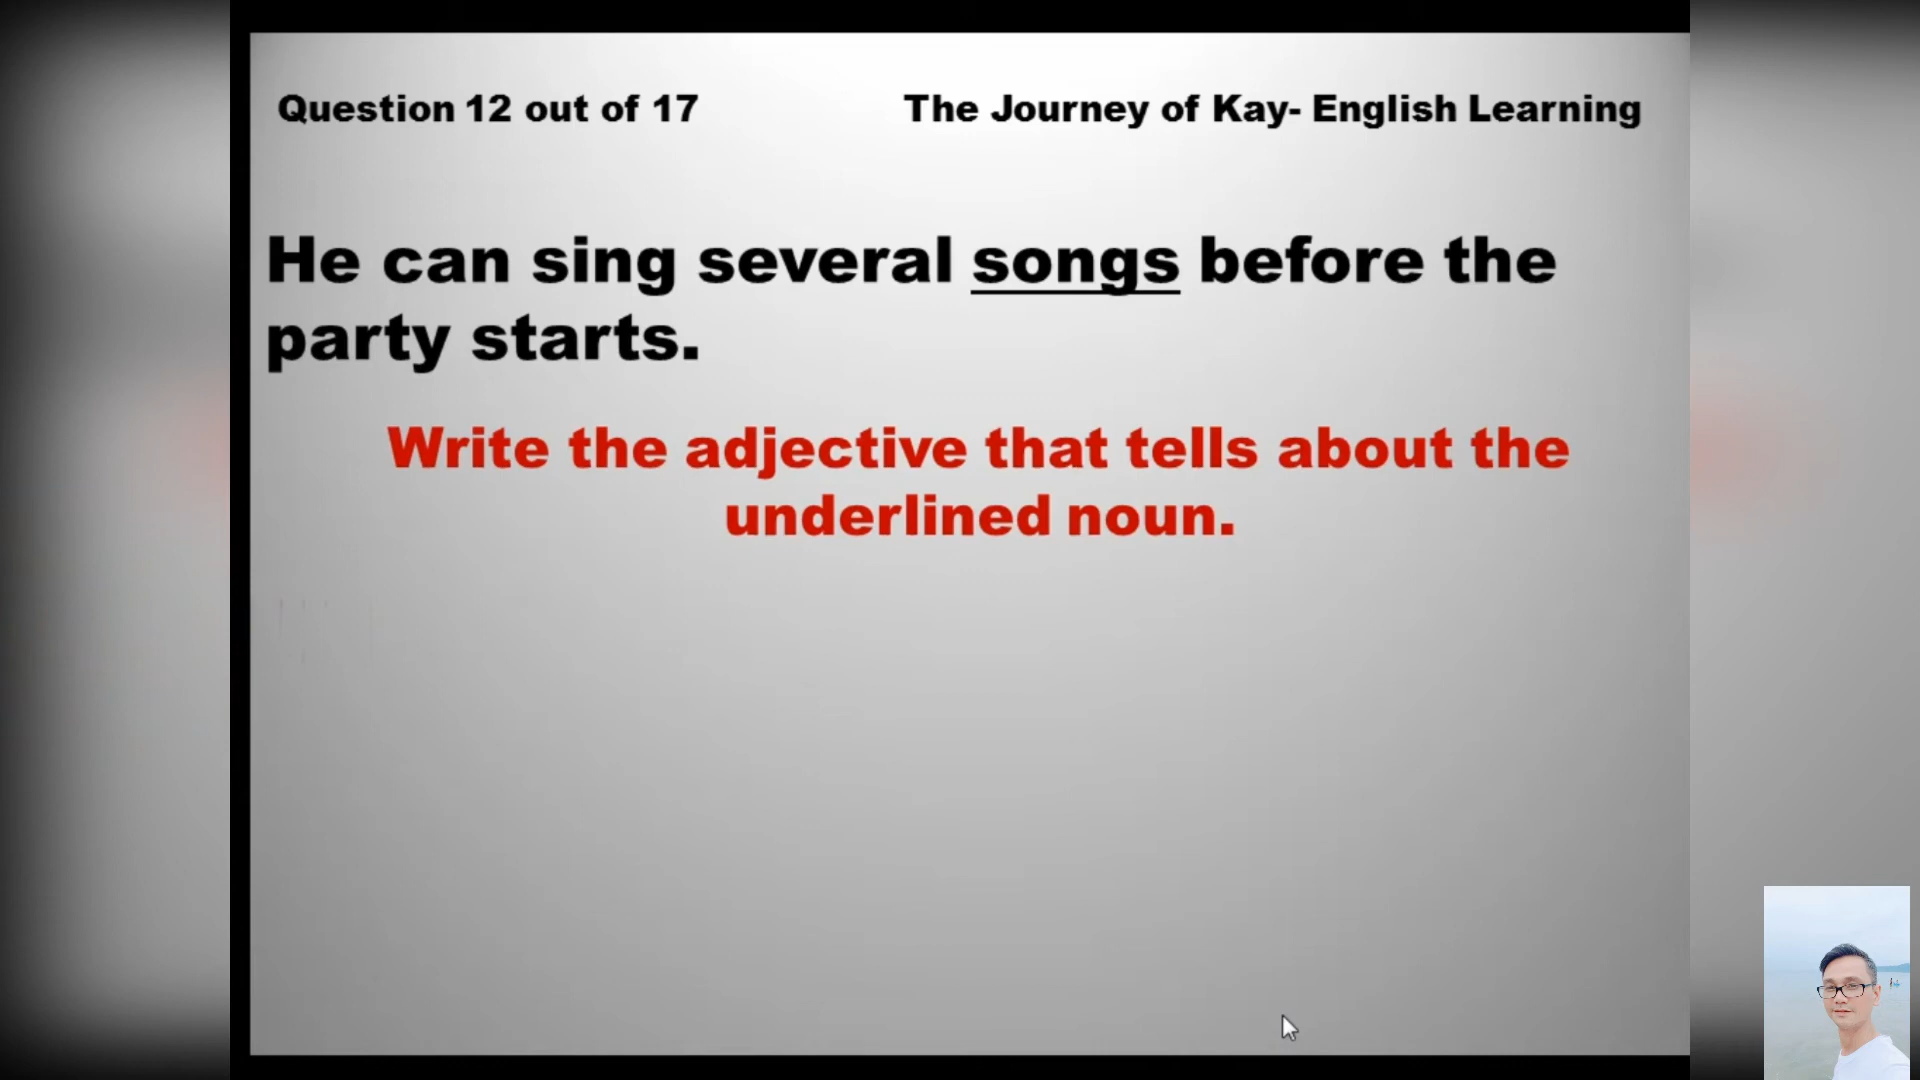 Question 12 out of 17
The Journey of Kay- English Learning
He can sing several songs before the
party starts.
Write the adjective that tells about the
underlined noun.